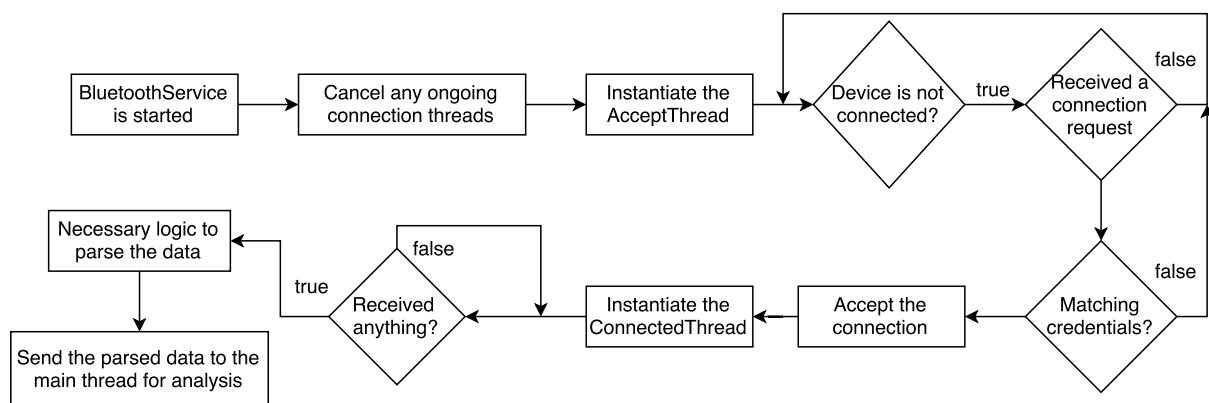 BluetoothService
is started
Cancel any ongoing
connection threads
Instantiate the
AcceptThread
Device is not
connected?
true
Received a
connection
request
false
Necessary logic to
parse the data
true
false
Received
anything?
Instantiate the
ConnectedThread
Accept the
connection
Matching
credentials?
false
Send the parsed data to the
main thread for analysis